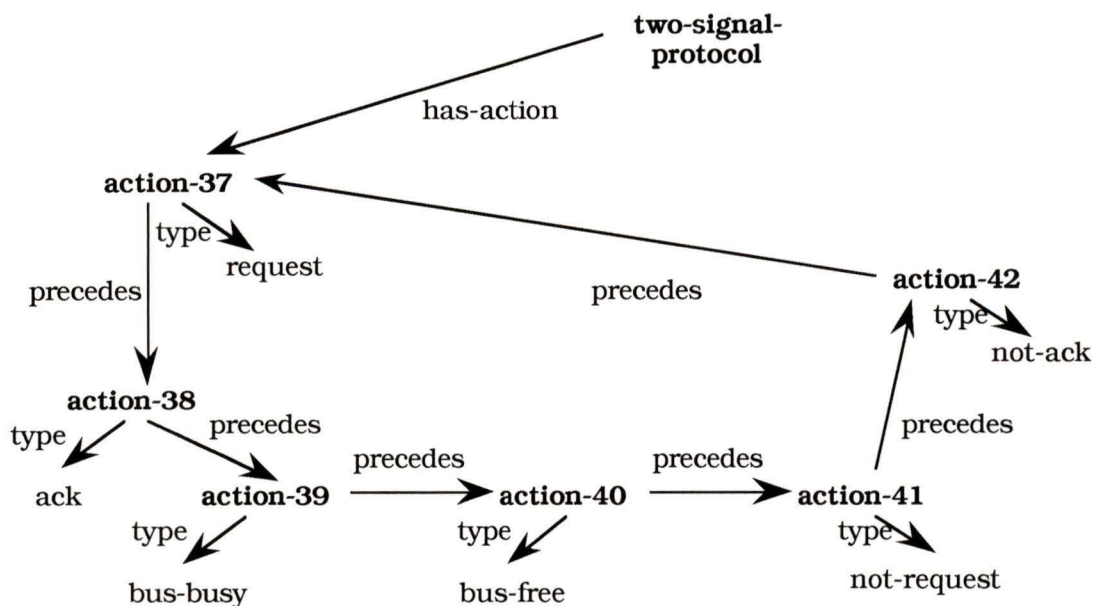 two-signal-
protocol
has-action
action-37
type
request
precedes
precedes
action-42
type
not-ack
action-38
type
precedes
precedes
ack
precedes
precedes
action-39
action-40
action-41
type
type
type
bus-busy
bus-free
not-request